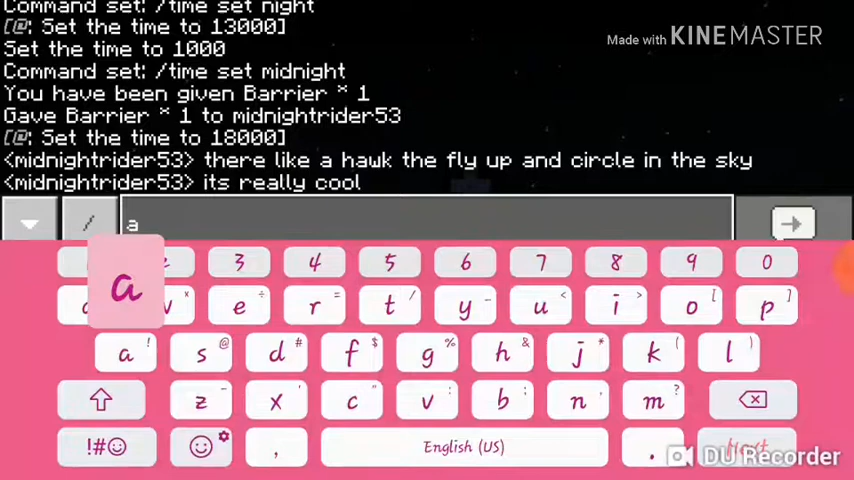 Command set: /time set night
[@: Set the time to 13000]
Set the time to 1000
Command set: /time set midnight
You have been given Barrier * 1
Gave Barrier * 1 to midnightrider53
[@: Set the time to 18000]
<midnightrider53> there like a hawk the fly up and circle in the sky
<midnightrider53> its really cool
Made with KINEMASTER
/ a
a
3 4 5 6 7 8 9 0
e ÷ r = t / y _ u < i > o [ p ]
a ! s @ d # f $ g % h & j * k ( l )
z - x ' c " v : b ; n , m ?
!#☺ , English (US) .
DU Recorder